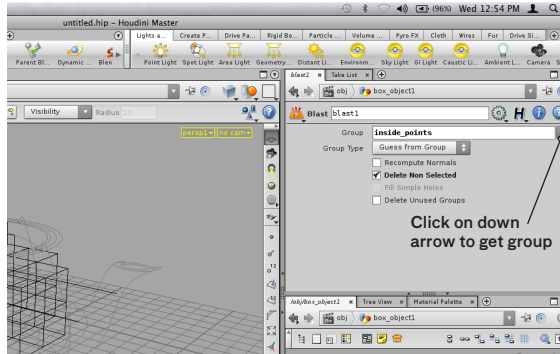 (96%) Wed 12:54 PM
untitled.hip - Houdini Master
Lights a... Create P... Drive Pa... Rigid Bo... Particle ... Volume ... Pyro FX Cloth Wires Fur Drive Si...
Parent Bl... Dynamic ... Blen
Point Light Spot Light Area Light Geometry... Distant Li... Environm... Sky Light GI Light Caustic Li... Ambient L... Camera
blast1 × Take List ×
obj box_object1
Visibility Radius
Blast blast1
persp1 no cam
Group inside_points
Group Type Guess from Group
Recompute Normals
Delete Non Selected
Fill Simple Holes
Delete Unused Groups
Click on down
arrow to get group
12
/obj/box_object1 × Tree View × Material Palette ×
obj box_object1